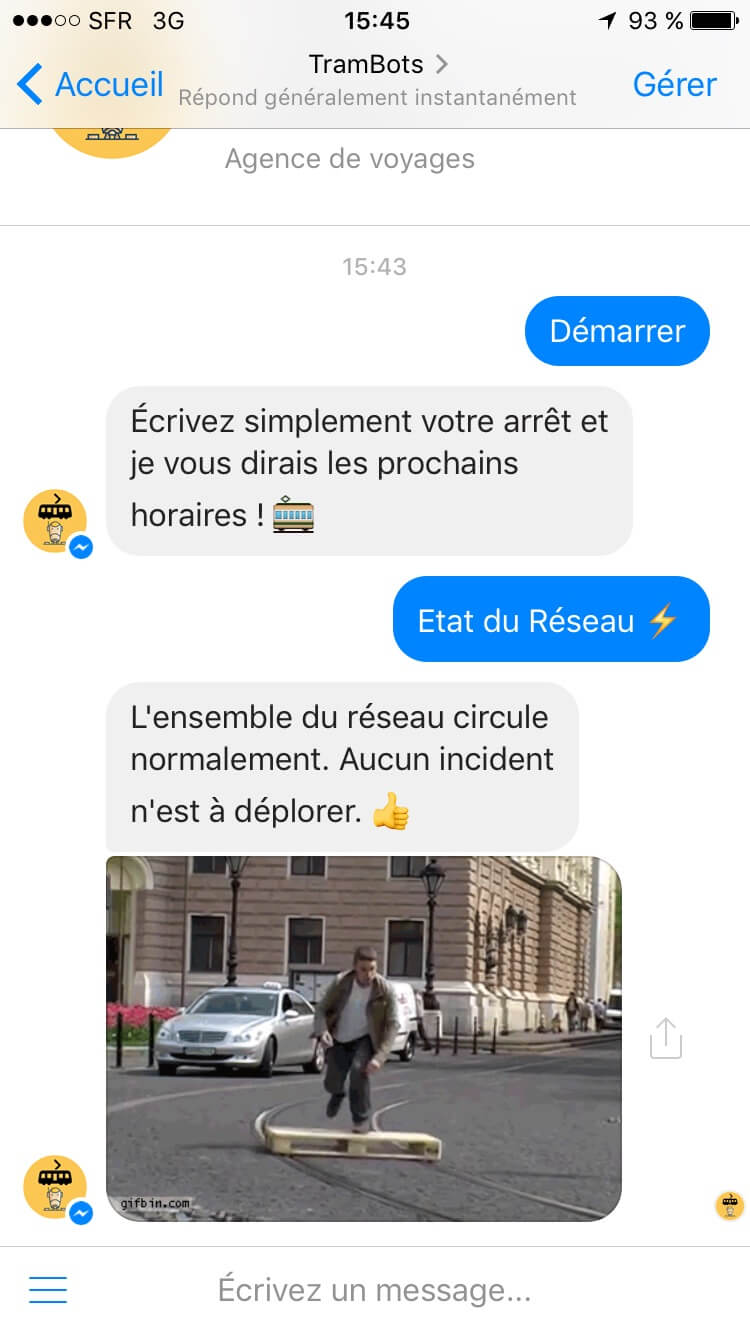 ●●●○○ SFR 3G 15:45 93 %
Accueil TramBots Gérer
Répond généralement instantanément
Agence de voyages
15:43
Démarrer
Écrivez simplement votre arrêt et
je vous dirais les prochains
horaires ! 🚋
Etat du Réseau ⚡
L'ensemble du réseau circule
normalement. Aucun incident
n'est à déplorer. 👍
gifbin.com
Écrivez un message...